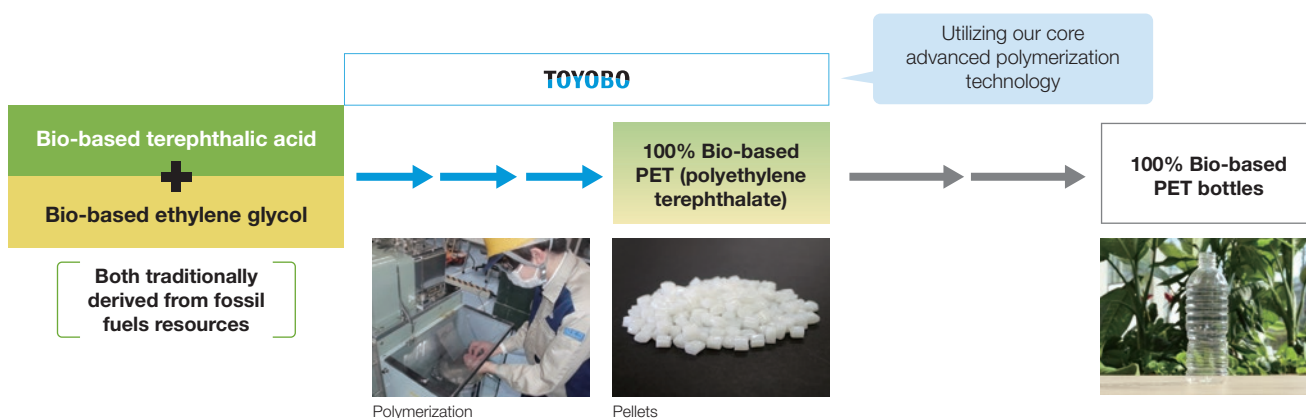 TOYOBO
Utilizing our core
advanced polymerization
technology
Bio-based terephthalic acid
+
Bio-based ethylene glycol
Both traditionally
derived from fossil
fuels resources
100% Bio-based
PET (polyethylene
terephthalate)
100% Bio-based
PET bottles
Polymerization
Pellets